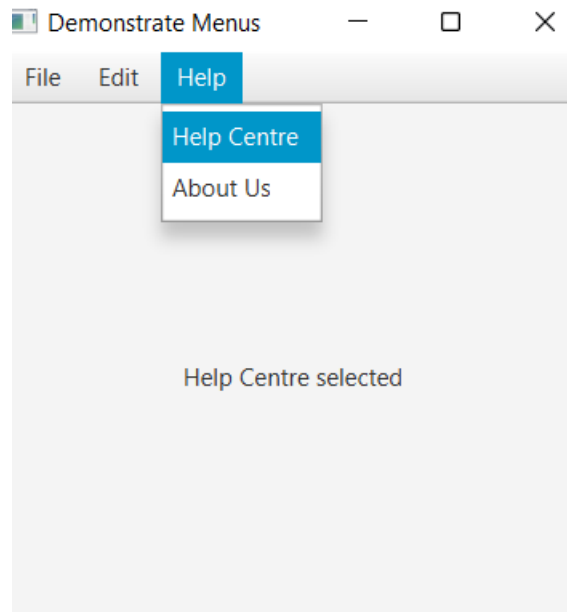 Demonstrate Menus
File Edit Help
Help Centre
About Us
Help Centre selected